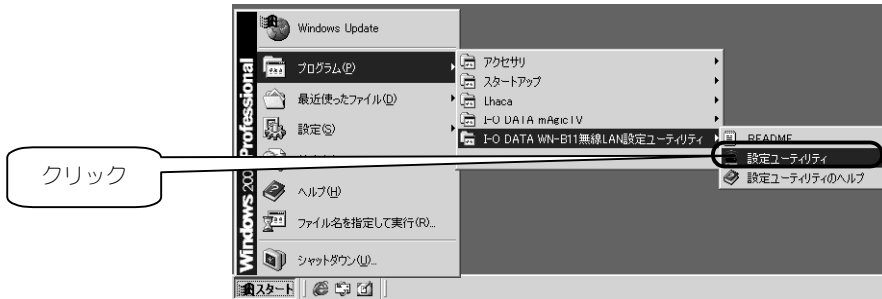 Windows Update
プログラム(P)
最近使ったファイル(D)
設定(S)
ヘルプ(H)
ファイル名を指定して実行(R)...
シャットダウン(U)...
Windows 200 Professional
スタート
アクセサリ
スタートアップ
Lhaca
I-O DATA mAgicTV
I-O DATA WN-B11無線LAN設定ユーティリティ
README
設定ユーティリティ
設定ユーティリティのヘルプ
クリック